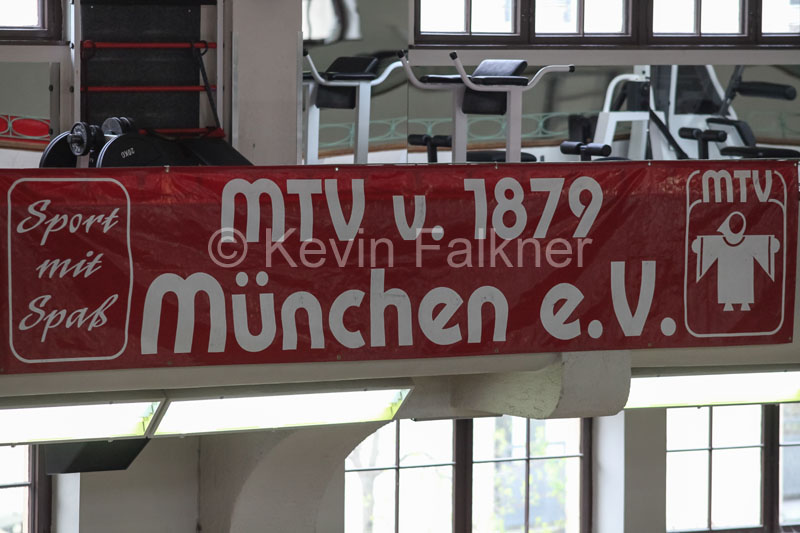 Sport
mit
Spaß
MTV v. 1879
München e.V.
MTV
© Kevin Falkner